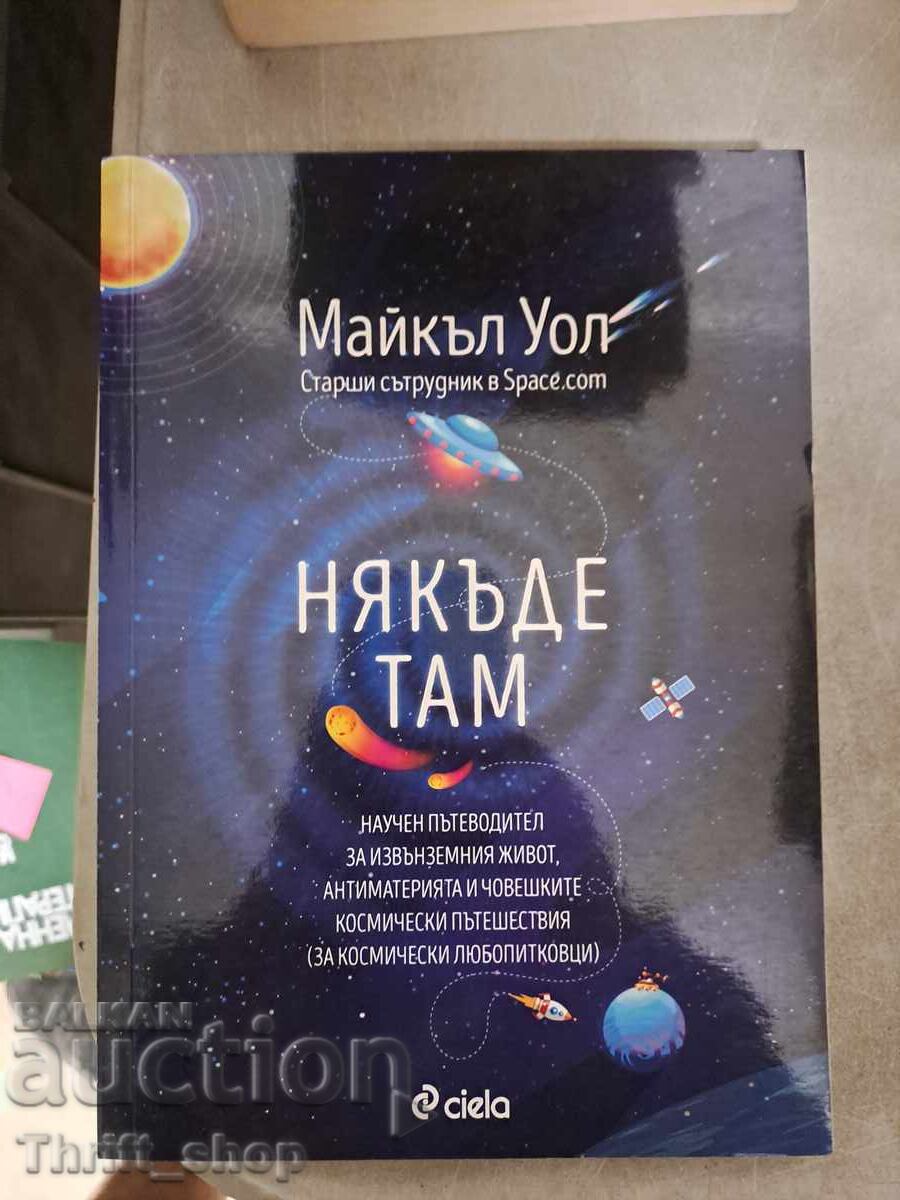 Майкъл Уол
Старши сътрудник в Space.com
НЯКЪДЕ
ТАМ
НАУЧЕН ПЪТЕВОДИТЕЛ
ЗА ИЗВЪНЗЕМНИЯ ЖИВОТ,
АНТИМАТЕРИЯТА И ЧОВЕШКИТЕ
КОСМИЧЕСКИ ПЪТЕШЕСТВИЯ
(ЗА КОСМИЧЕСКИ ЛЮБОПИТКОВЦИ)
ciela
BALKAN
auction
Thrift_shop